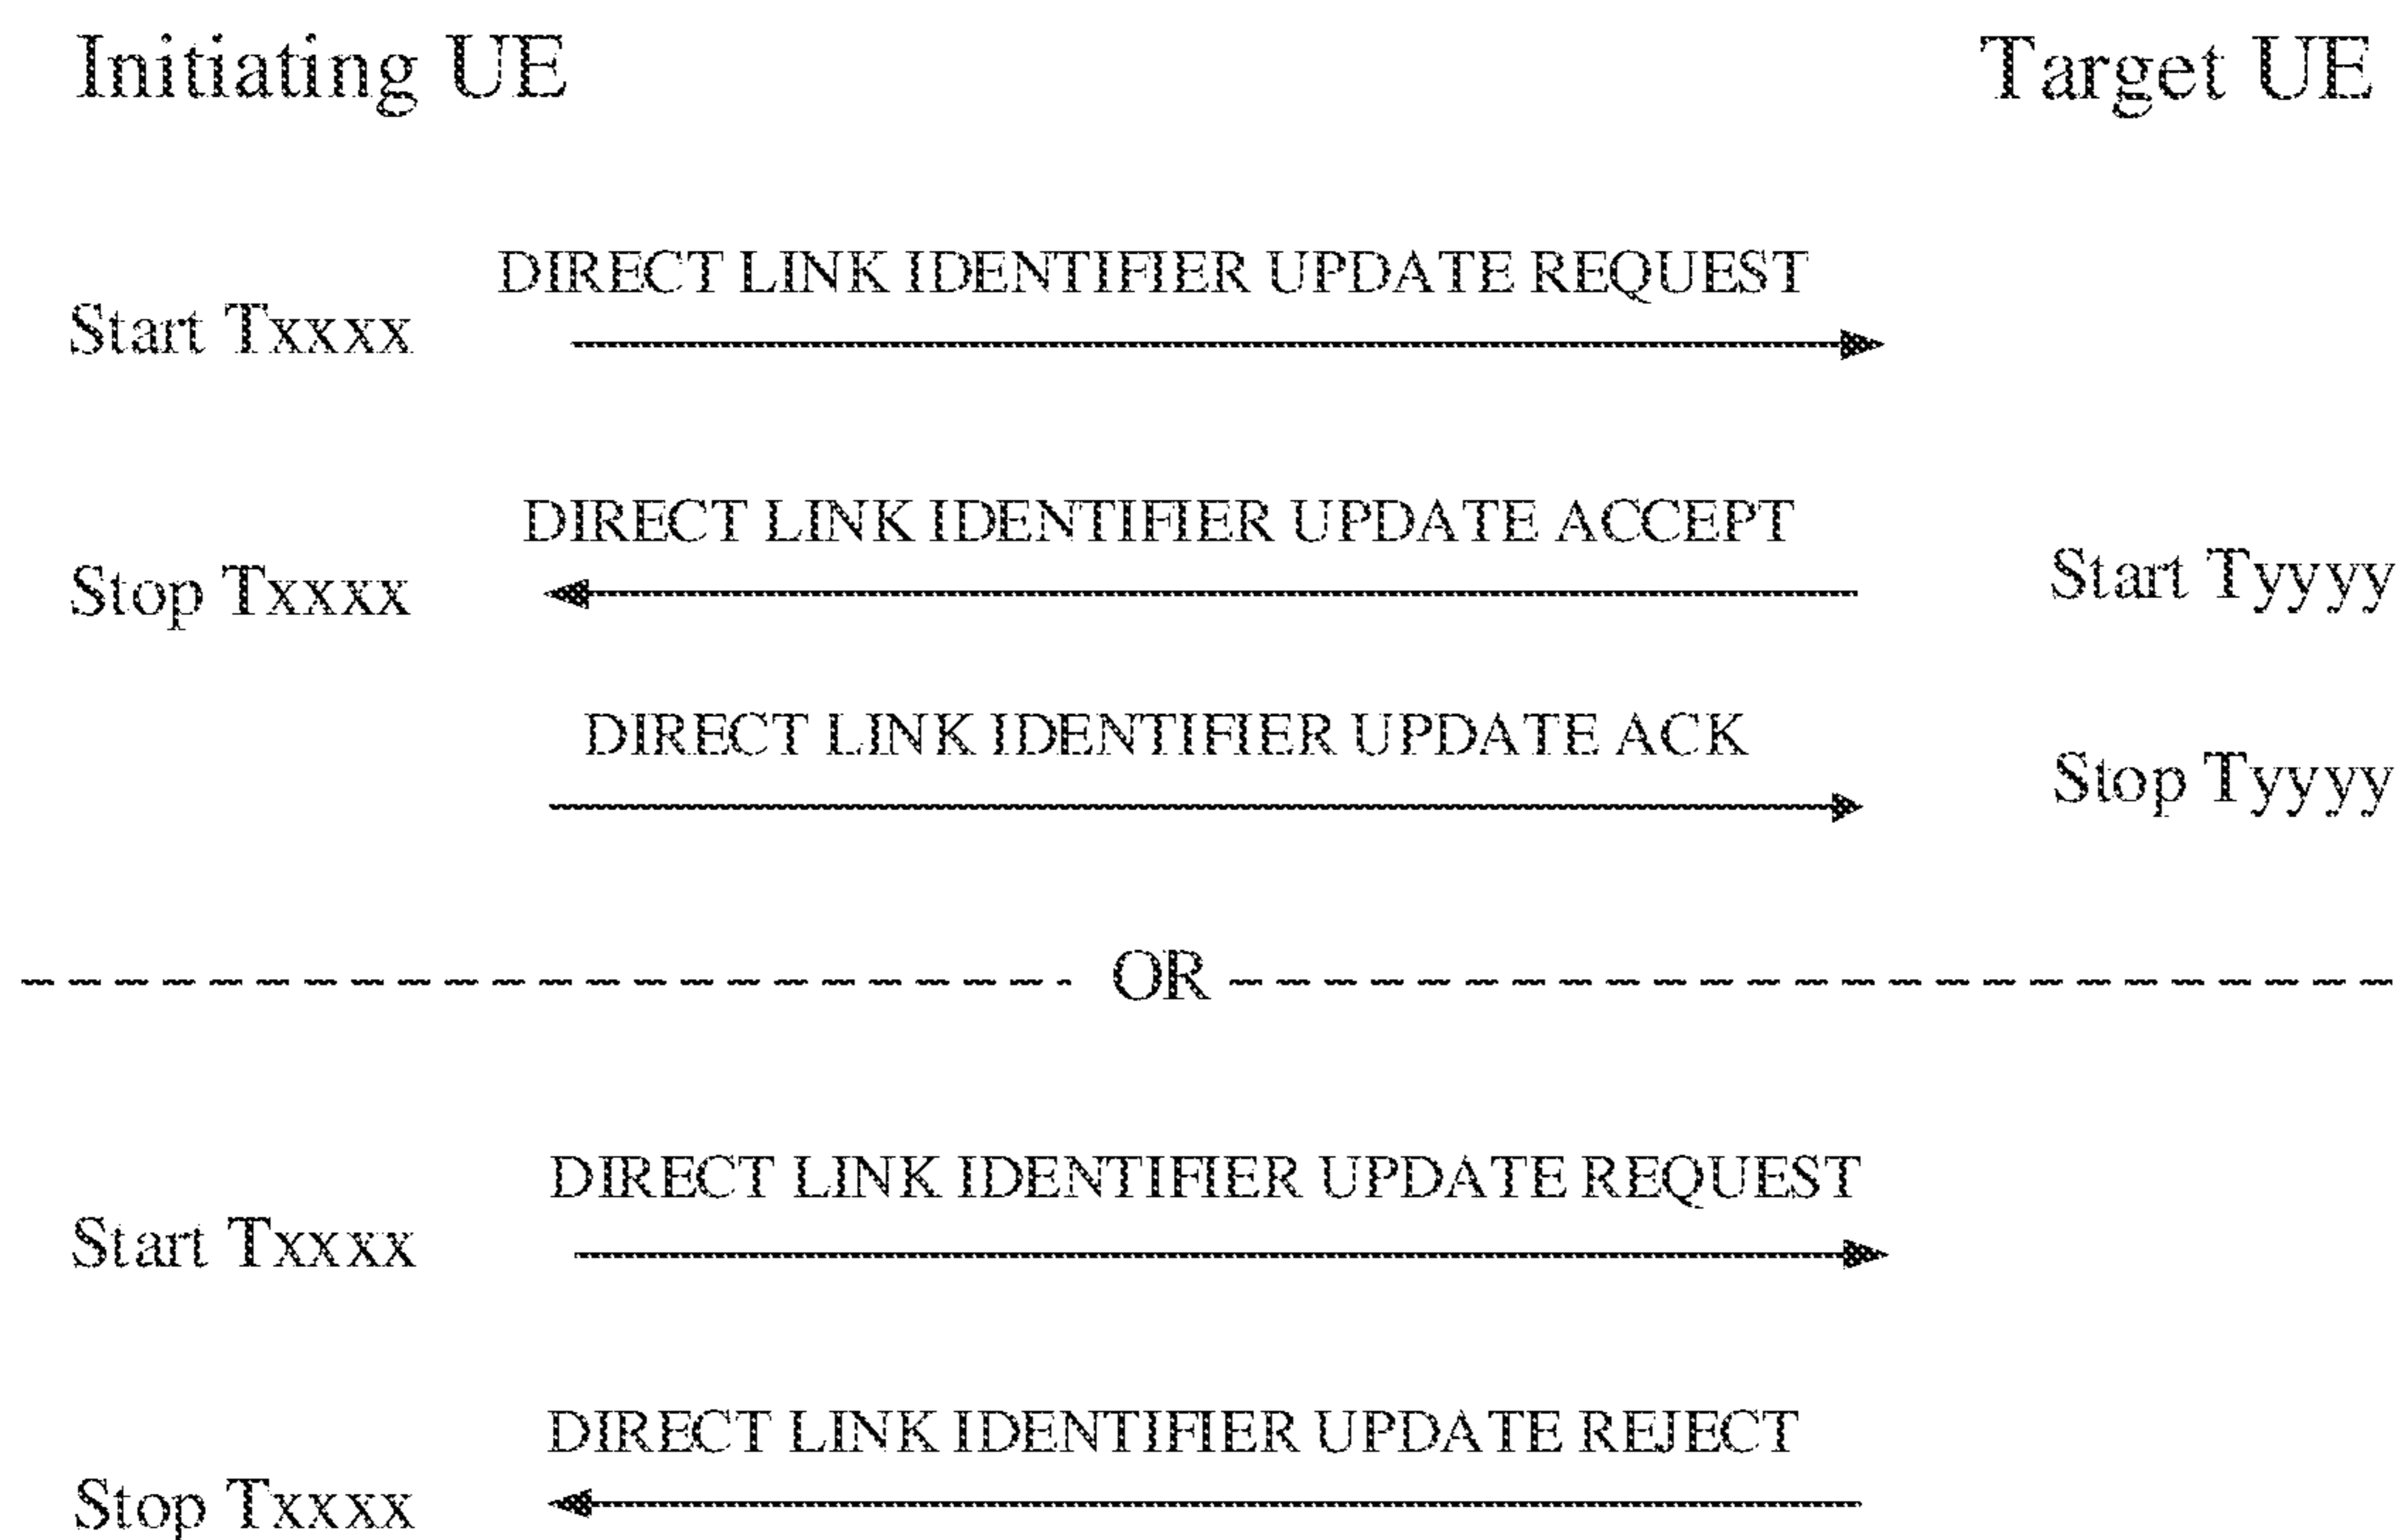 Initiating UE Target UE
DIRECT LINK IDENTIFIER UPDATE REQUEST
Start Txxxx
DIRECT LINK IDENTIFIER UPDATE ACCEPT
Stop Txxxx Start Tyyyy
DIRECT LINK IDENTIFIER UPDATE ACK
Stop Tyyyy
OR
DIRECT LINK IDENTIFIER UPDATE REQUEST
Start Txxxx
DIRECT LINK IDENTIFIER UPDATE REJECT
Stop Txxxx